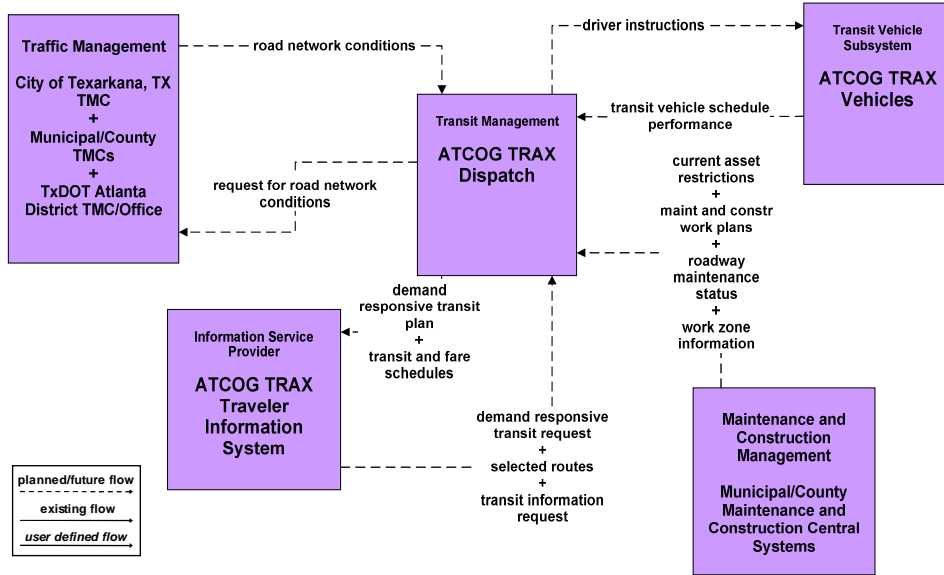 Traffic Management
City of Texarkana, TX
TMC
+
Municipal/County
TMCs
+
TxDOT Atlanta
District TMC/Office
road network conditions
driver instructions
Transit Vehicle
Subsystem
ATCOG TRAX
Vehicles
Transit Management
ATCOG TRAX
Dispatch
transit vehicle schedule
performance
request for road network
conditions
current asset
restrictions
+
maint and constr
work plans
+
roadway
maintenance
status
+
work zone
information
demand
responsive transit
plan
+
transit and fare
schedules
Information Service
Provider
ATCOG TRAX
Traveler
Information
System
demand responsive
transit request
+
selected routes
+
transit information
request
Maintenance and
Construction
Management
Municipal/County
Maintenance and
Construction Central
Systems
planned/future flow
existing flow
user defined flow